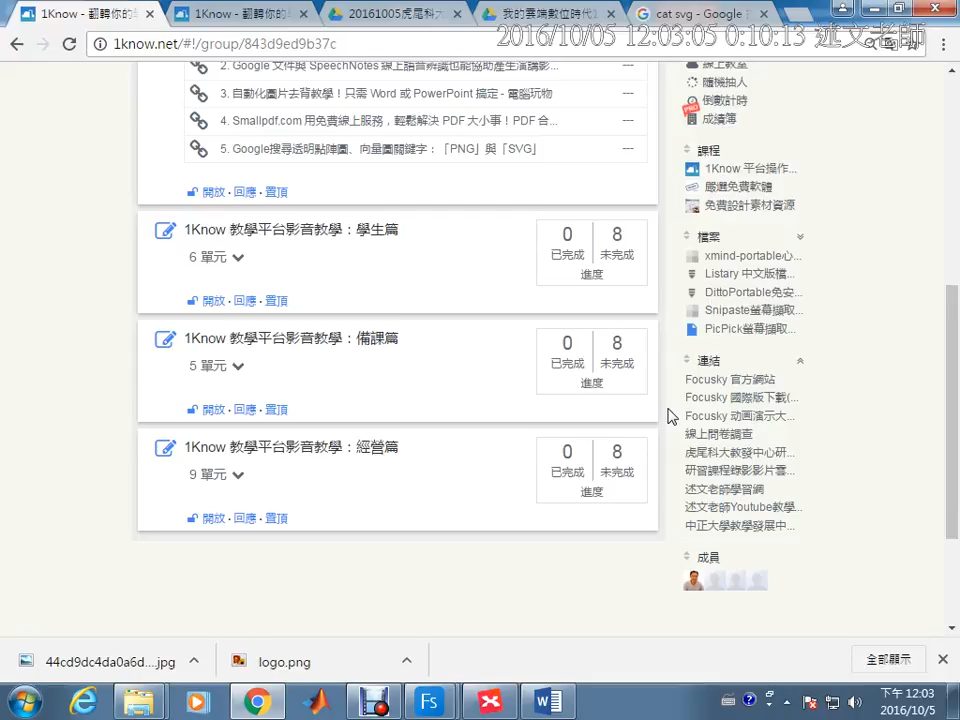 1Know - 翻轉你的
1Know - 翻轉你的
20161005虎尾科
我的雲端數位時代1
cat svg - Google
1know.net/#!/group/843d9ed9b37c
2016/10/05 12:03:05 0:10:13 述文老師
2. Google 文件與 SpeechNotes 線上語音辨識也能協助產生演講影... ---
3. 自動化圖片去背教學！只需 Word 或 PowerPoint 搞定 - 電腦玩物 ---
4. Smallpdf.com 用免費線上服務，輕鬆解決 PDF 大小事！PDF 合... ---
5. Google搜尋透明點陣圖、向量圖關鍵字：「PNG」與「SVG」 ---
開放 · 回應 · 置頂
1Know 教學平台影音教學：學生篇
6 單元
0 8
已完成 未完成
進度
開放 · 回應 · 置頂
1Know 教學平台影音教學：備課篇
5 單元
0 8
已完成 未完成
進度
開放 · 回應 · 置頂
1Know 教學平台影音教學：經營篇
9 單元
0 8
已完成 未完成
進度
開放 · 回應 · 置頂
線上教室
隨機抽人
倒數計時
PRO
成績簿
課程
1Know 平台操作...
嚴選免費軟體
免費設計素材資源
檔案
xmind-portable心...
Listary 中文版檔...
DittoPortable免安...
Snipaste螢幕擷取...
PicPick螢幕擷取...
連結
Focusky 官方網站
Focusky 國際版下載(...
Focusky 动画演示大...
線上問卷調查
虎尾科大教發中心研...
研習課程錄影影片雲...
述文老師學習網
述文老師Youtube教學...
中正大學教學發展中...
成員
44cd9dc4da0a6d....jpg
logo.png
全部顯示
Fs
下午 12:03
2016/10/5